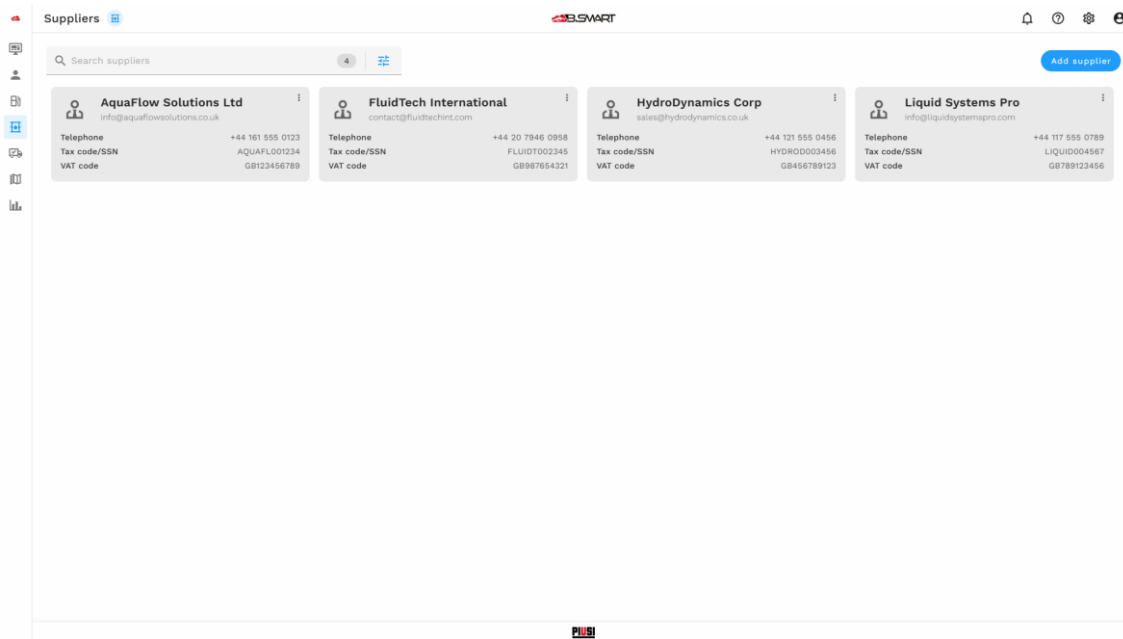 Suppliers
B.SMART
Search suppliers
4
Add supplier
AquaFlow Solutions Ltd
info@aquaflowsolutions.co.uk
Telephone +44 161 555 0123
Tax code/SSN AQUAFL001234
VAT code GB123456789
FluidTech International
contact@fluidtechint.com
Telephone +44 20 7946 0958
Tax code/SSN FLUIDT002345
VAT code GB987654321
HydroDynamics Corp
sales@hydrodynamics.co.uk
Telephone +44 121 555 0456
Tax code/SSN HYDROD003456
VAT code GB456789123
Liquid Systems Pro
info@liquidsystemspro.com
Telephone +44 117 555 0789
Tax code/SSN LIQUID004567
VAT code GB789123456
PIUSI